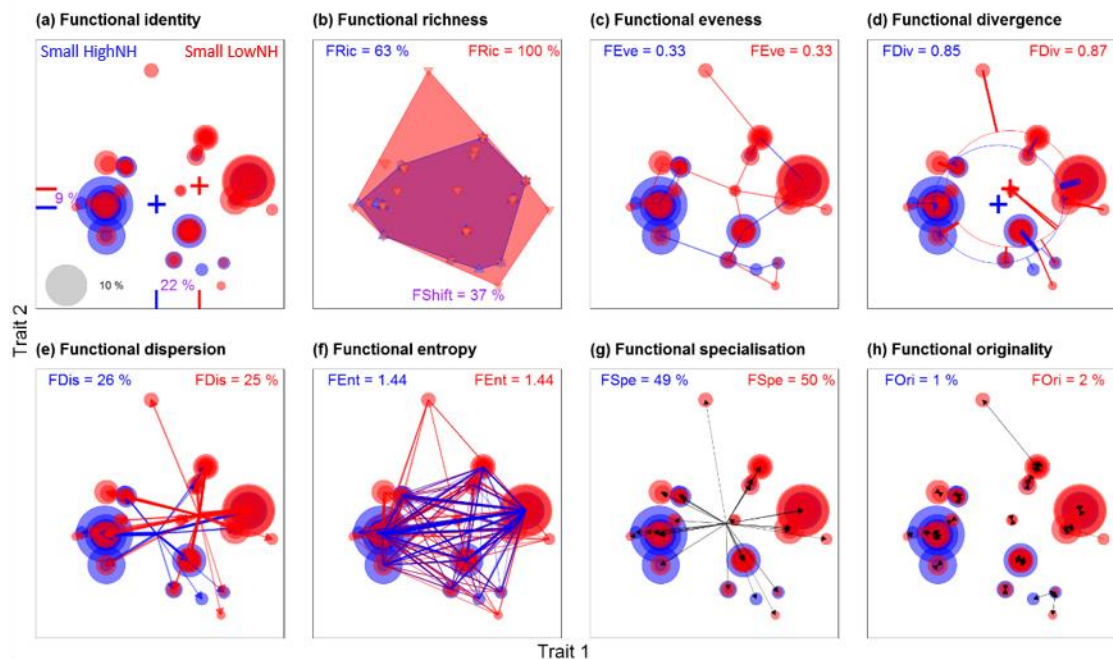 (a) Functional identity
(b) Functional richness
(c) Functional eveness
(d) Functional divergence
Small HighNH Small LowNH
FRic = 63 % FRic = 100 %
FEve = 0.33 FEve = 0.33
FDiv = 0.85 FDiv = 0.87
9 %
10 %
22 %
FShift = 37 %
Trait 2
(e) Functional dispersion
(f) Functional entropy
(g) Functional specialisation
(h) Functional originality
FDis = 26 % FDis = 25 %
FEnt = 1.44 FEnt = 1.44
FSpe = 49 % FSpe = 50 %
FOri = 1 % FOri = 2 %
Trait 1